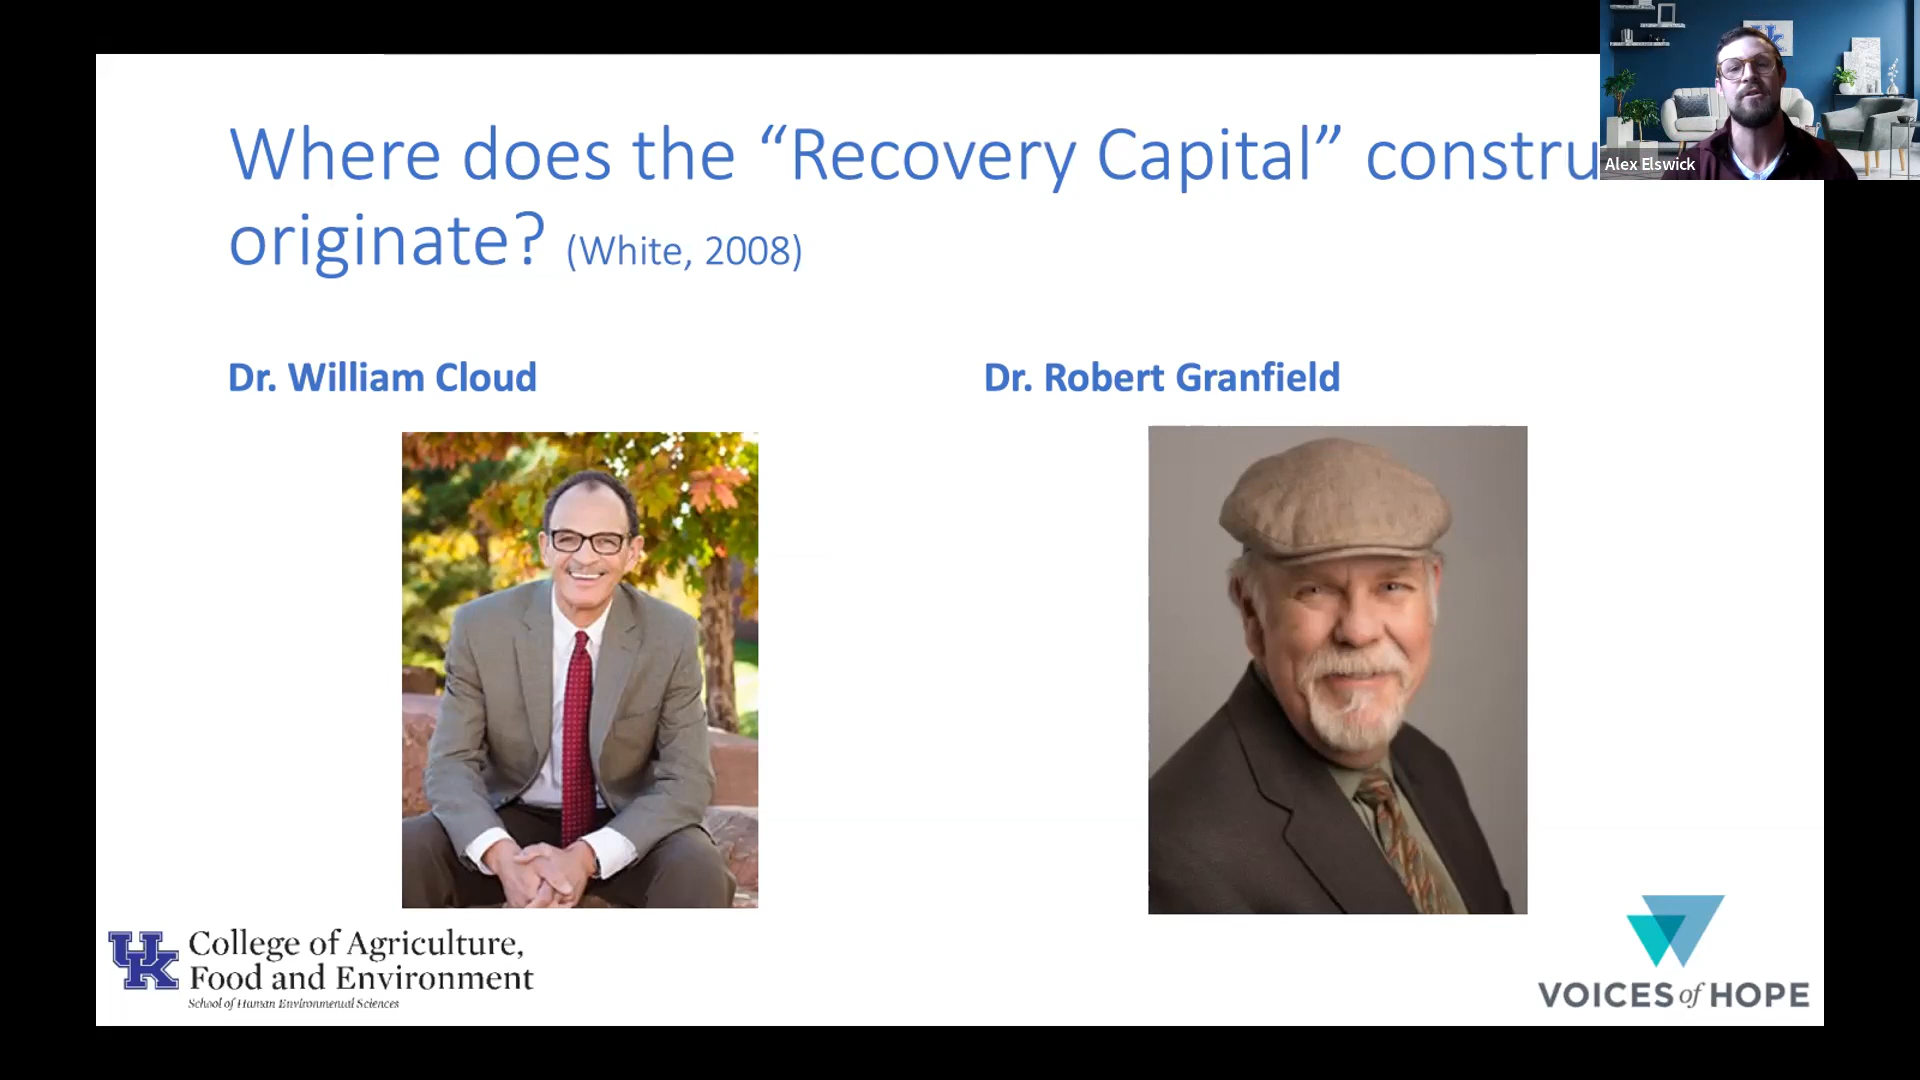 Where does the “Recovery Capital” constru
originate? (White, 2008)
Alex Elswick
Dr. William Cloud
Dr. Robert Granfield
UK
College of Agriculture,
Food and Environment
School of Human Environmental Sciences
VOICES of HOPE